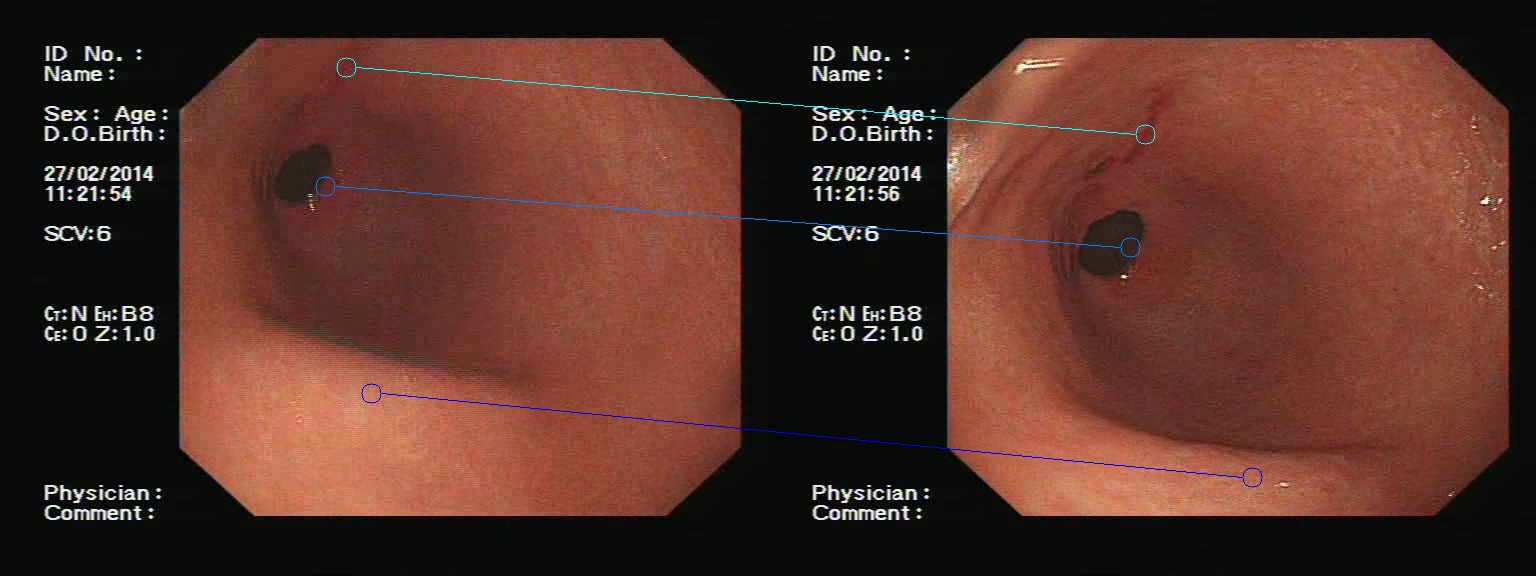 ID No. :
Name:
Sex: Age:
D.O.Birth:
27/02/2014
11:21:54
SCV:6
CT:N EH:B8
CE:0 Z:1.0
Physician:
Comment:
ID No. :
Name:
Sex: Age:
D.O.Birth:
27/02/2014
11:21:56
SCV:6
CT:N EH:B8
CE:0 Z:1.0
Physician:
Comment: